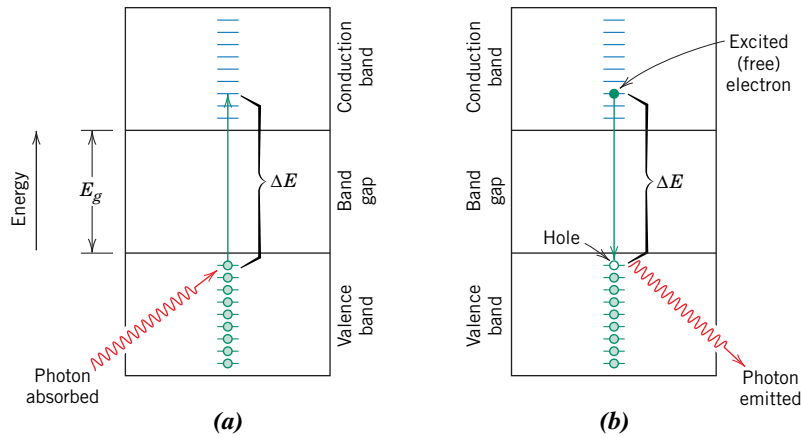 Energy
E_g
ΔE
Conduction
band
Band
gap
Valence
band
Photon
absorbed
(a)
Conduction
band
Band
gap
Valence
band
Excited
(free)
electron
ΔE
Hole
Photon
emitted
(b)